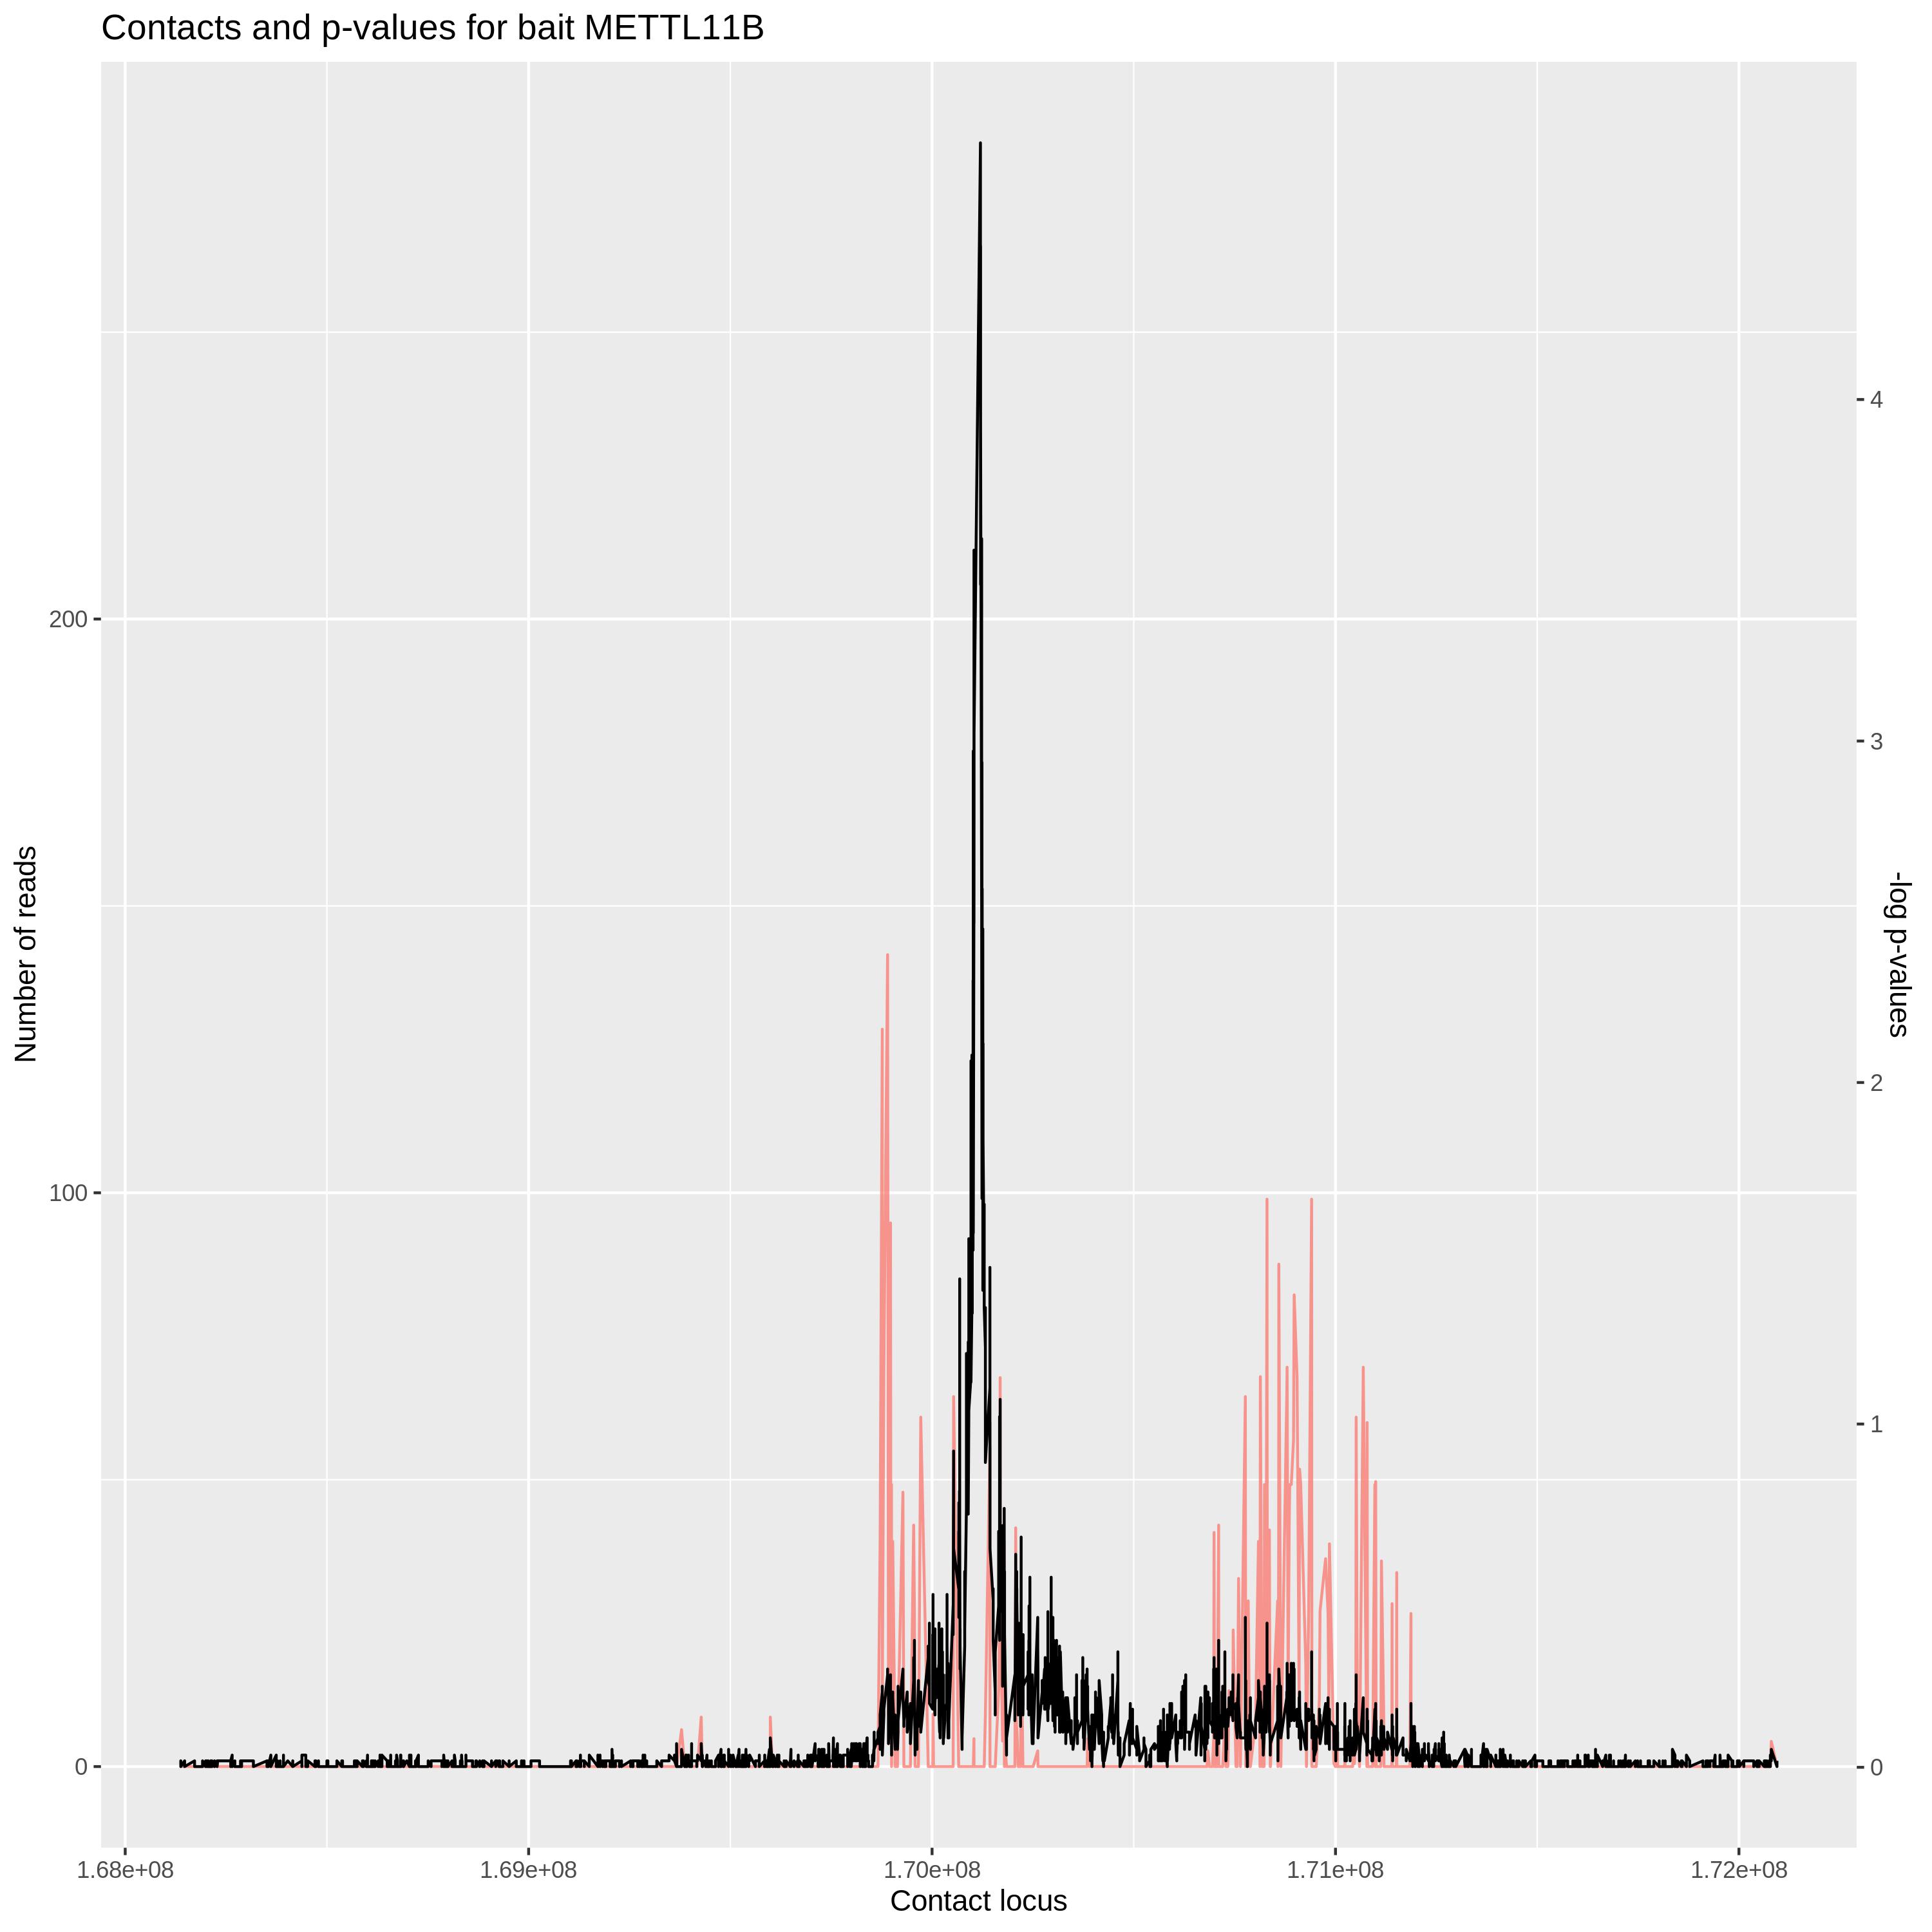 Contacts and p-values for bait METTL11B
Number of reads
200
100
0
4
3
2
1
0
-log p-values
1.68e+08
1.69e+08
1.70e+08
1.71e+08
1.72e+08
Contact locus